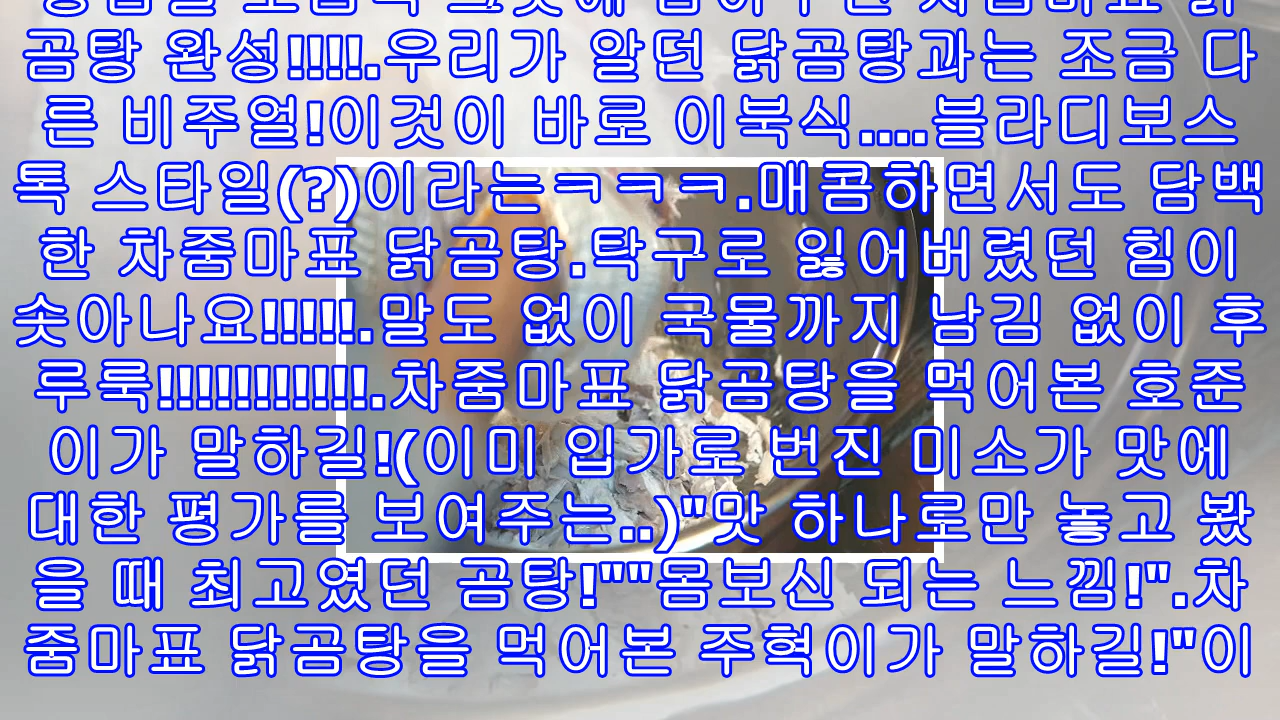 곰탕 완성!!!!.우리가 알던 닭곰탕과는 조금 다
른 비주얼!이것이 바로 이북식....블라디보스
톡 스타일(?)이라는ㅋㅋㅋ.매콤하면서도 담백
한 차줌마표 닭곰탕.탁구로 잃어버렸던 힘이
솟아나요!!!!!.말도 없이 국물까지 남김 없이 후
루룩!!!!!!!!!!!.차줌마표 닭곰탕을 먹어본 호준
이가 말하길!(이미 입가로 번진 미소가 맛에
대한 평가를 보여주는..)"맛 하나로만 놓고 봤
을 때 최고였던 곰탕!""몸보신 되는 느낌!".차
줌마표 닭곰탕을 먹어본 주혁이가 말하길!"이